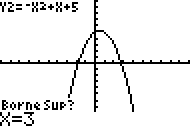 Y2=-X2+X+5
Borne Sup?
X=3